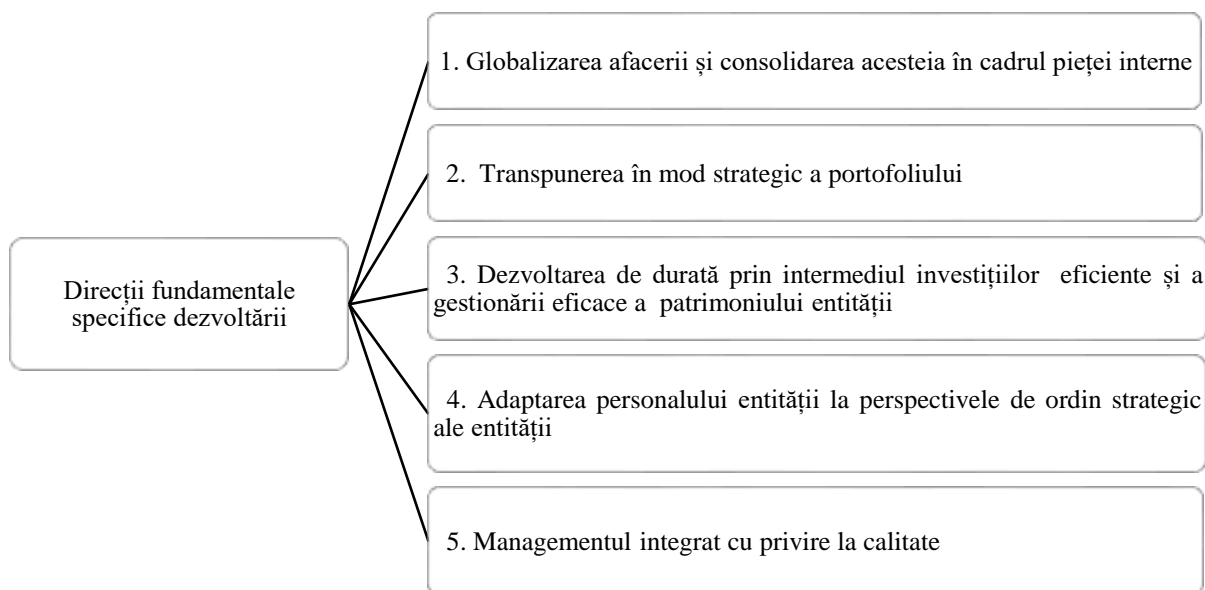 1. Globalizarea afacerii și consolidarea acesteia în cadrul pieței interne
2. Transpunerea în mod strategic a portofoliului
Direcții fundamentale
specifice dezvoltării
3. Dezvoltarea de durată prin intermediul investițiilor eficiente și a
gestionării eficace a patrimoniului entității
4. Adaptarea personalului entității la perspectivele de ordin strategic
ale entității
5. Managementul integrat cu privire la calitate